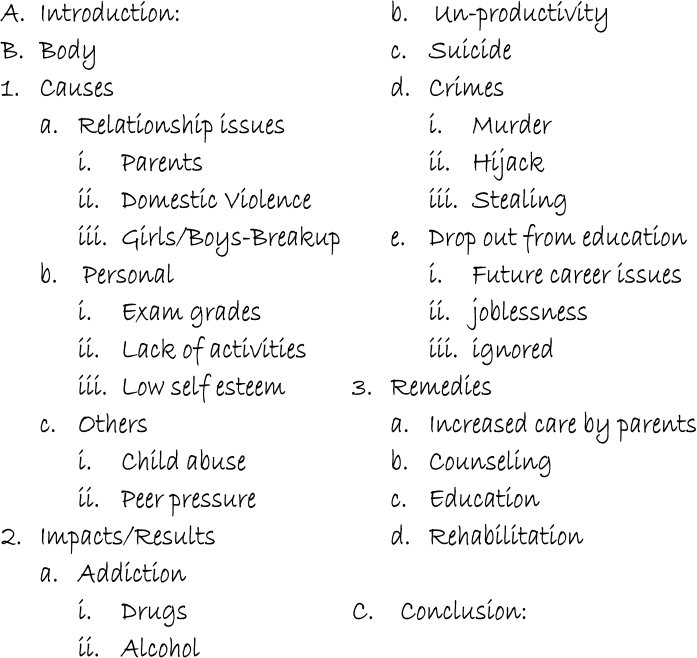 A. Introduction:
B. Body
1. Causes
a. Relationship issues
i. Parents
ii. Domestic Violence
iii. Girls/Boys-Breakup
b. Personal
i. Exam grades
ii. Lack of activities
iii. Low self esteem
c. Others
i. Child abuse
ii. Peer pressure
2. Impacts/Results
a. Addiction
i. Drugs
ii. Alcohol
b. Un-productivity
c. Suicide
d. Crimes
i. Murder
ii. Hijack
iii. Stealing
e. Drop out from education
i. Future career issues
ii. joblessness
iii. ignored
3. Remedies
a. Increased care by parents
b. Counseling
c. Education
d. Rehabilitation
C. Conclusion: